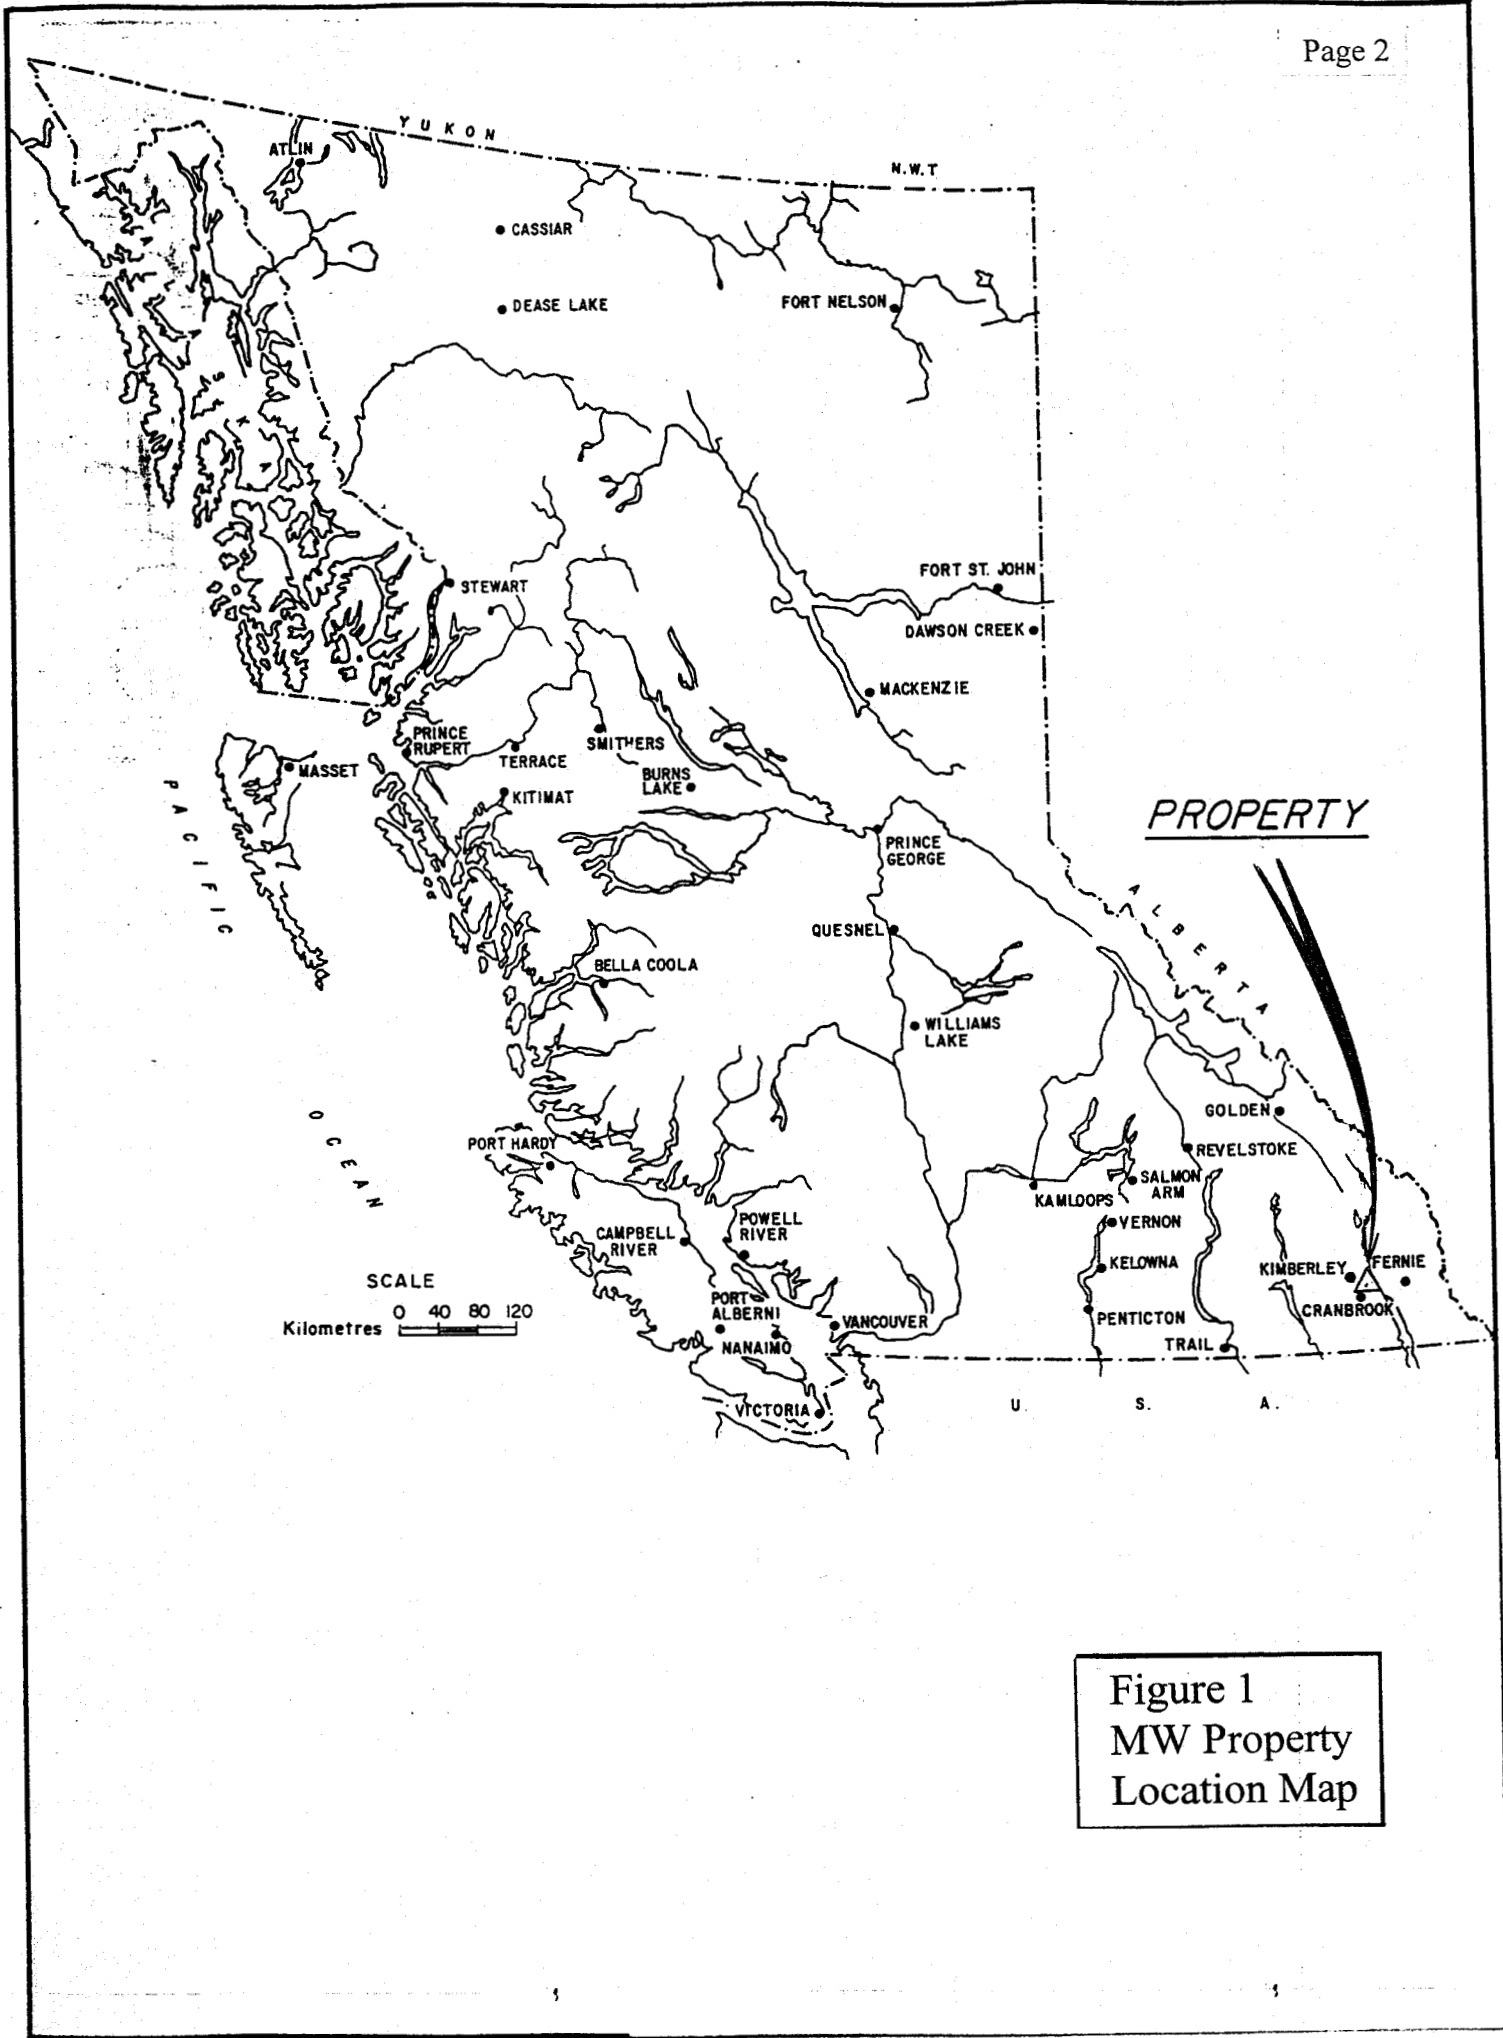 Page 2
YUKON
N.W.T
ATLIN
CASSIAR
DEASE LAKE
FORT NELSON
ALASKA
STEWART
FORT ST. JOHN
DAWSON CREEK
MACKENZIE
PRINCE
RUPERT
TERRACE
SMITHERS
MASSET
KITIMAT
BURNS
LAKE
PRINCE
GEORGE
PROPERTY
PACIFIC
ALBERTA
QUESNEL
BELLA COOLA
WILLIAMS
LAKE
OCEAN
GOLDEN
PORT HARDY
REVELSTOKE
SALMON
ARM
KAMLOOPS
VERNON
POWELL
RIVER
CAMPBELL
RIVER
KELOWNA
KIMBERLEY
FERNIE
SCALE
0 40 80 120
Kilometres
PORT
ALBERNI
CRANBROOK
VANCOUVER
PENTICTON
NANAIMO
TRAIL
VICTORIA
U. S. A.
Figure 1
MW Property
Location Map